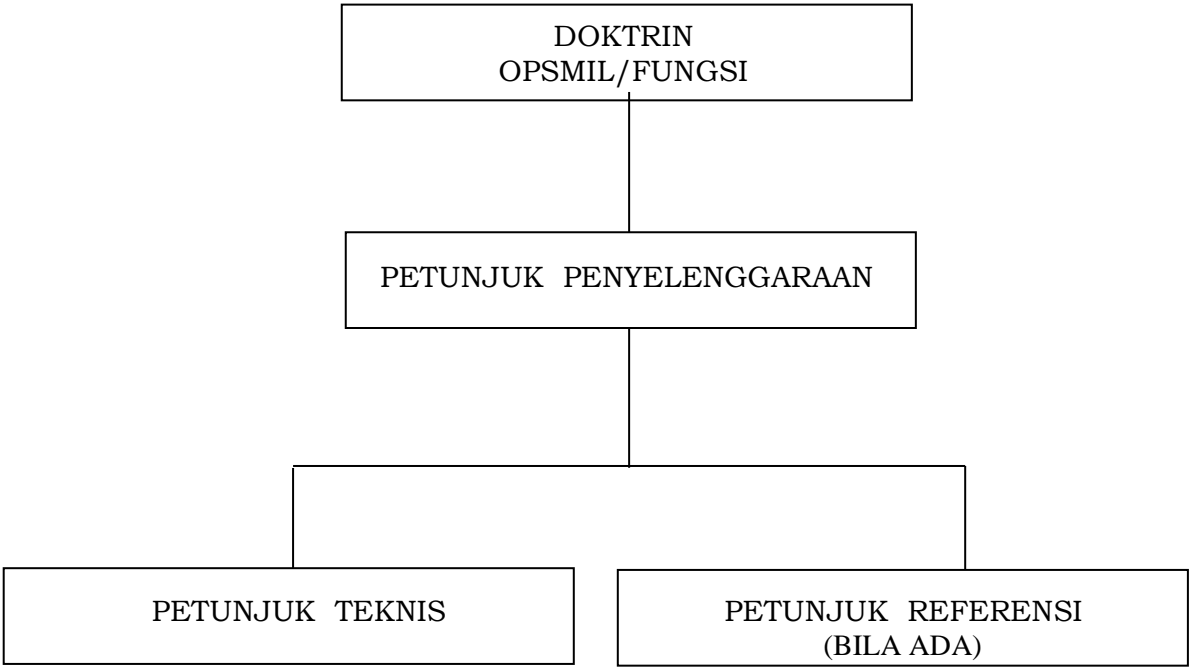 DOKTRIN
OPSMIL/FUNGSI
PETUNJUK PENYELENGGARAAN
PETUNJUK TEKNIS
PETUNJUK REFERENSI
(BILA ADA)